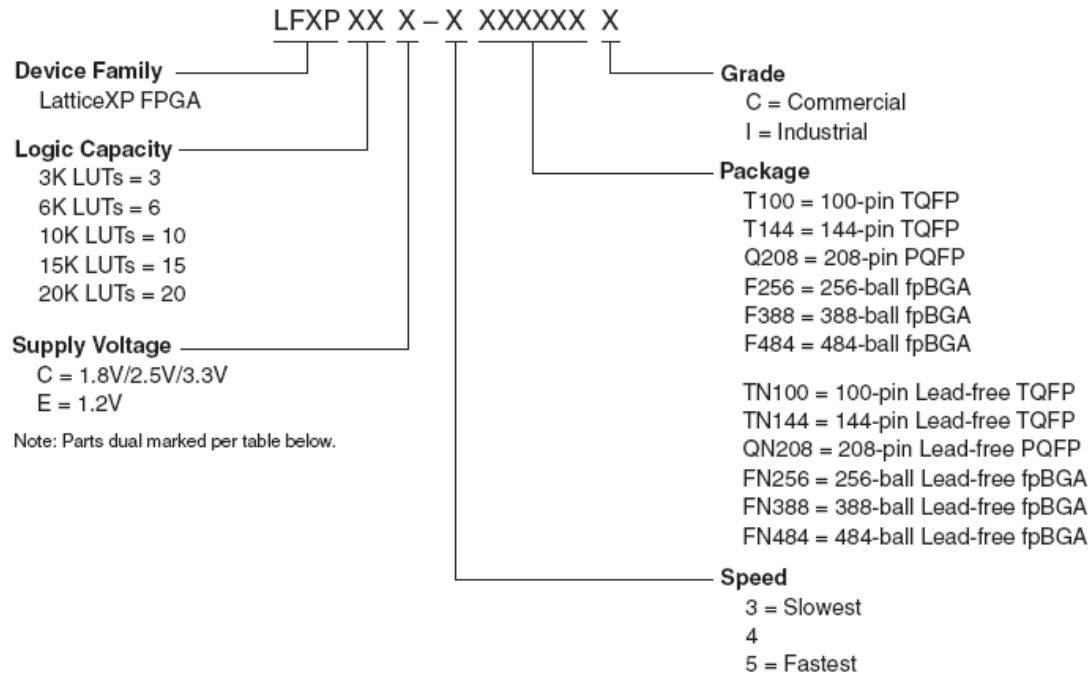 LFXP XX X – X XXXXXX X
Device Family
LatticeXP FPGA
Logic Capacity
3K LUTs = 3
6K LUTs = 6
10K LUTs = 10
15K LUTs = 15
20K LUTs = 20
Supply Voltage
C = 1.8V/2.5V/3.3V
E = 1.2V
Note: Parts dual marked per table below.
Grade
C = Commercial
I = Industrial
Package
T100 = 100-pin TQFP
T144 = 144-pin TQFP
Q208 = 208-pin PQFP
F256 = 256-ball fpBGA
F388 = 388-ball fpBGA
F484 = 484-ball fpBGA
TN100 = 100-pin Lead-free TQFP
TN144 = 144-pin Lead-free TQFP
QN208 = 208-pin Lead-free PQFP
FN256 = 256-ball Lead-free fpBGA
FN388 = 388-ball Lead-free fpBGA
FN484 = 484-ball Lead-free fpBGA
Speed
3 = Slowest
4
5 = Fastest